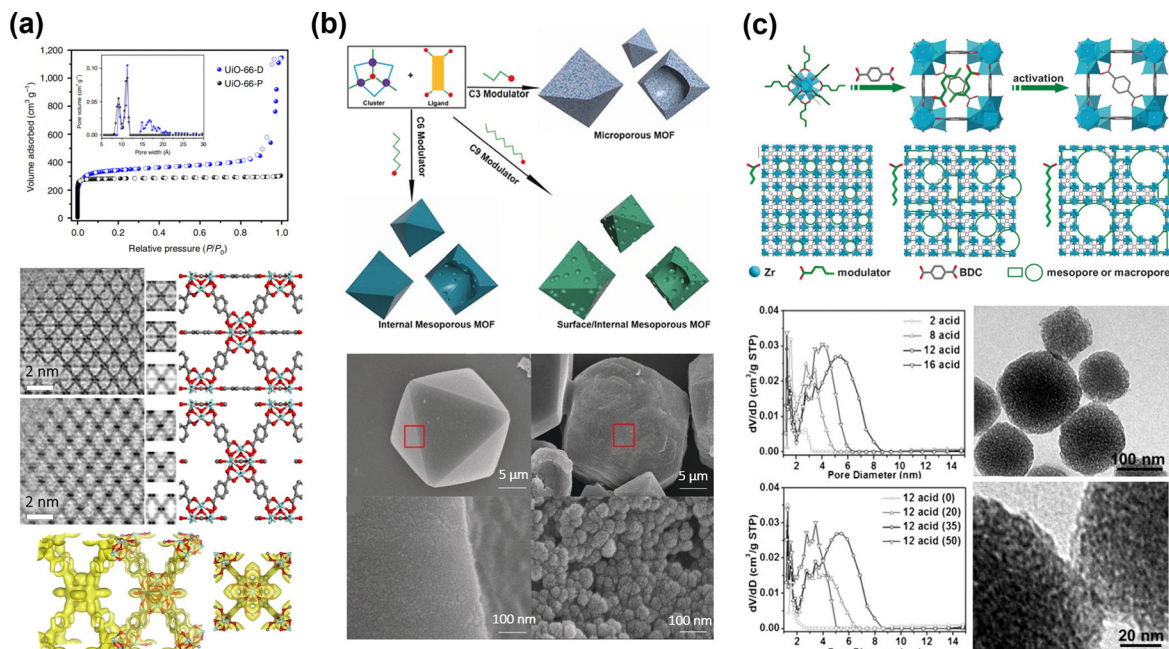 (a)
1,200
1,000
800
600
400
200
0
Volume adsorbed (cm³ g⁻¹)
0.0 0.2 0.4 0.6 0.8 1.0
Relative pressure (P/P₀)
UiO-66-D
UiO-66-P
0.10
0.05
0.00
Pore volume (cm³ g⁻¹)
5 10 15 20 25 30
Pore width (Å)
2 nm
2 nm
(b)
Cluster
+
Ligand
C3 Modulator
Microporous MOF
C6 Modulator
C9 Modulator
Internal Mesoporous MOF
Surface/Internal Mesoporous MOF
5 μm
5 μm
100 nm
100 nm
(c)
activation
Zr
modulator
BDC
mesopore or macropore
0.04
0.03
0.02
0.01
0.00
dV/dD (cm³/g STP)
2 acid
8 acid
12 acid
16 acid
2 4 6 8 10 12 14
Pore Diameter (nm)
100 nm
0.04
0.03
0.02
0.01
0.00
dV/dD (cm³/g STP)
12 acid (0)
12 acid (20)
12 acid (35)
12 acid (50)
2 4 6 8 10 12 14
20 nm